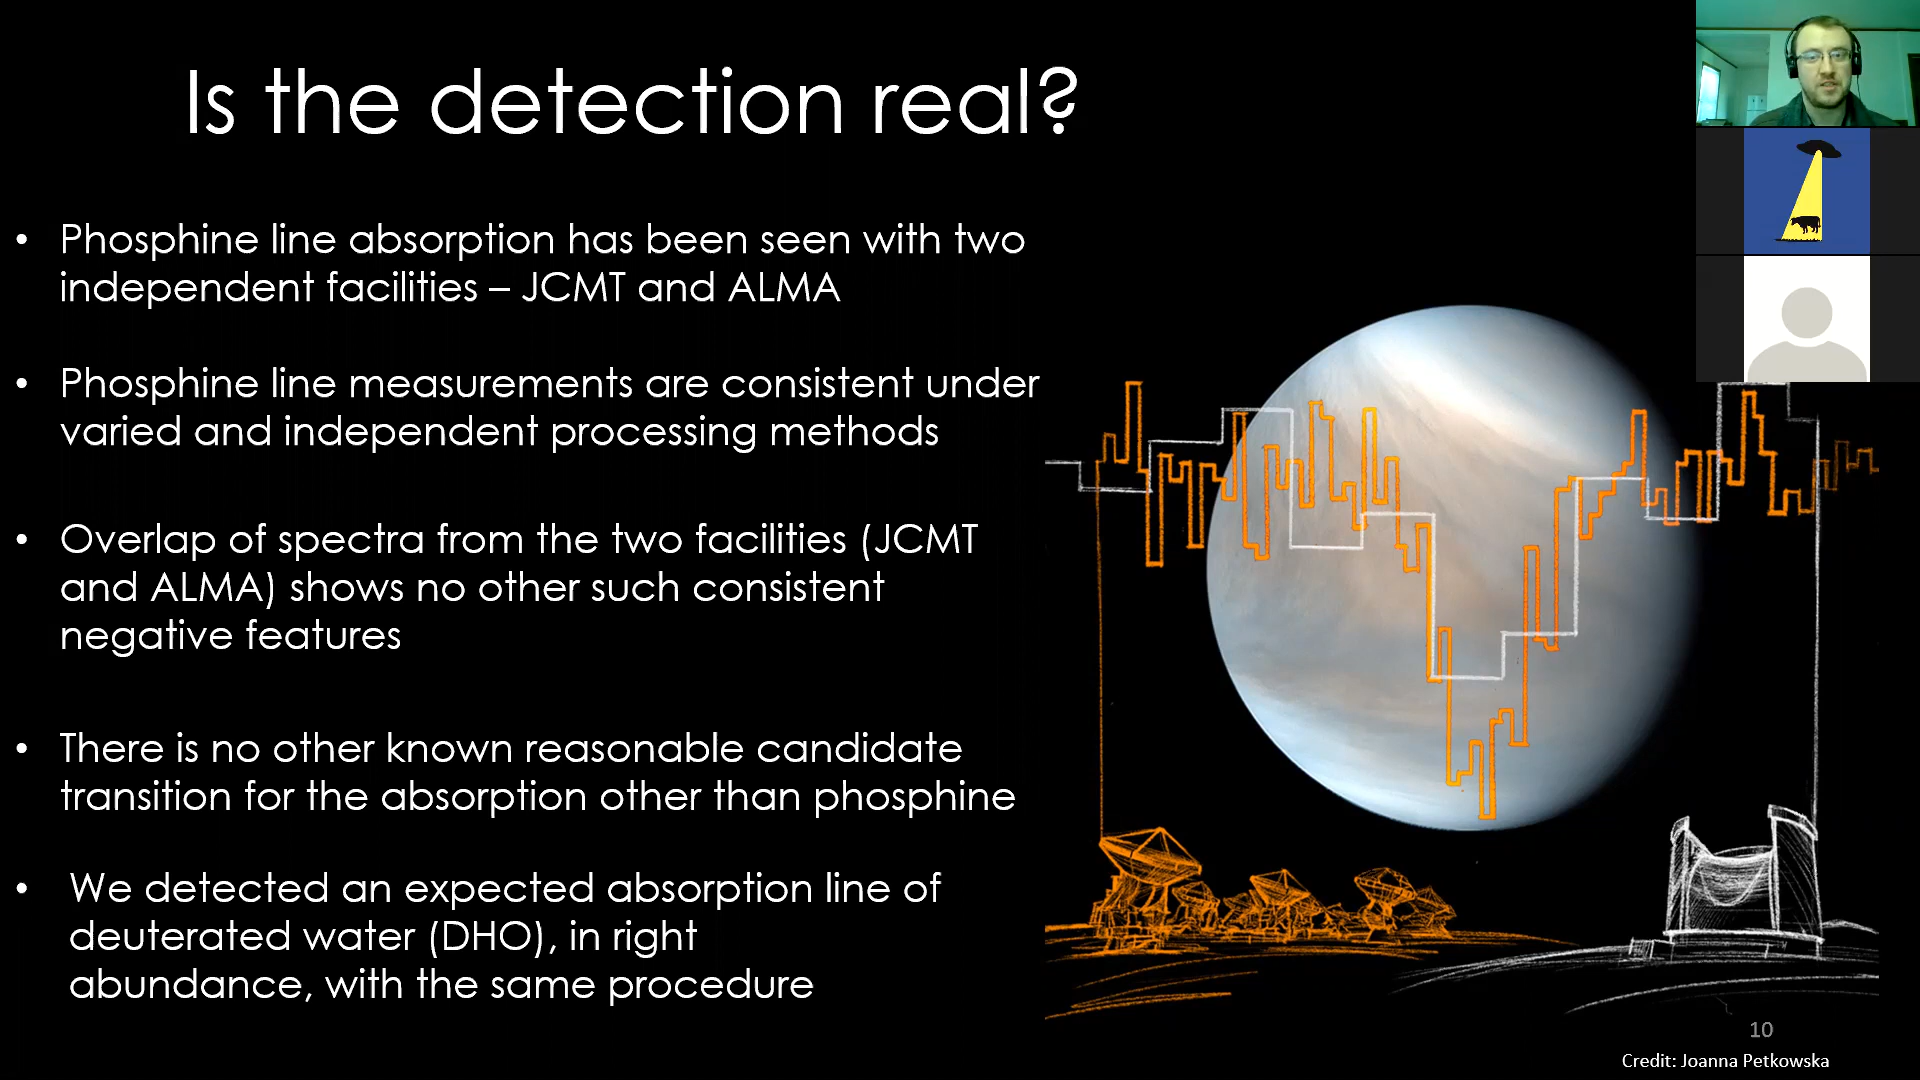 Is the detection real?
• Phosphine line absorption has been seen with two
independent facilities – JCMT and ALMA
• Phosphine line measurements are consistent under
varied and independent processing methods
• Overlap of spectra from the two facilities (JCMT
and ALMA) shows no other such consistent
negative features
• There is no other known reasonable candidate
transition for the absorption other than phosphine
• We detected an expected absorption line of
deuterated water (DHO), in right
abundance, with the same procedure
10
Credit: Joanna Petkowska